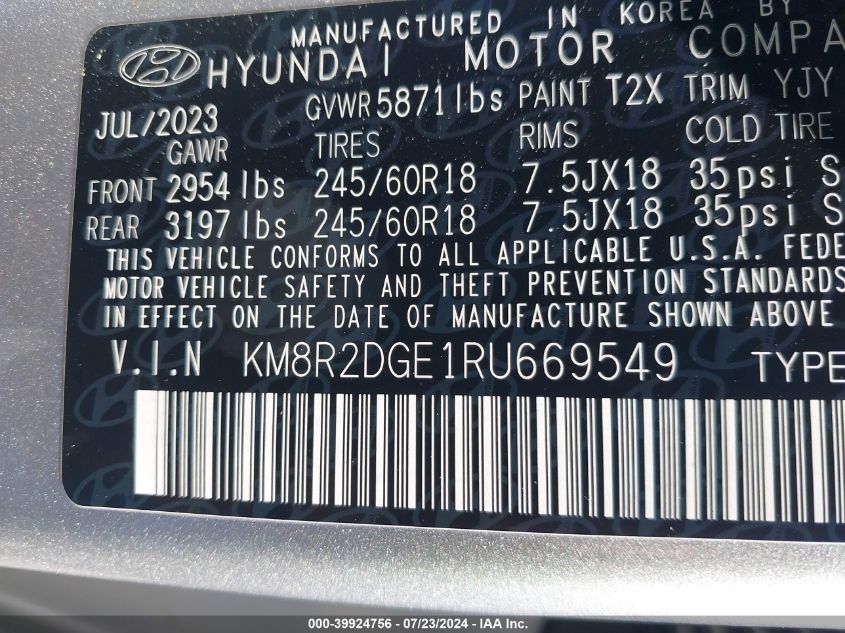 MANUFACTURED IN KOREA BY
HYUNDAI MOTOR COMPA
JUL/2023 GVWR 5871 lbs PAINT T2X TRIM YJY
GAWR TIRES RIMS COLD TIRE
FRONT 2954 lbs 245/60R18 7.5JX18 35psi S
REAR 3197 lbs 245/60R18 7.5JX18 35psi S
THIS VEHICLE CONFORMS TO ALL APPLICABLE U.S.A. FEDE
MOTOR VEHICLE SAFETY AND THEFT PREVENTION STANDARDS
IN EFFECT ON THE DATE OF MANUFACTURE SHOWN ABOVE
V.I.N KM8R2DGE1RU669549 TYPE
000-39924756 - 07/23/2024 - IAA Inc.